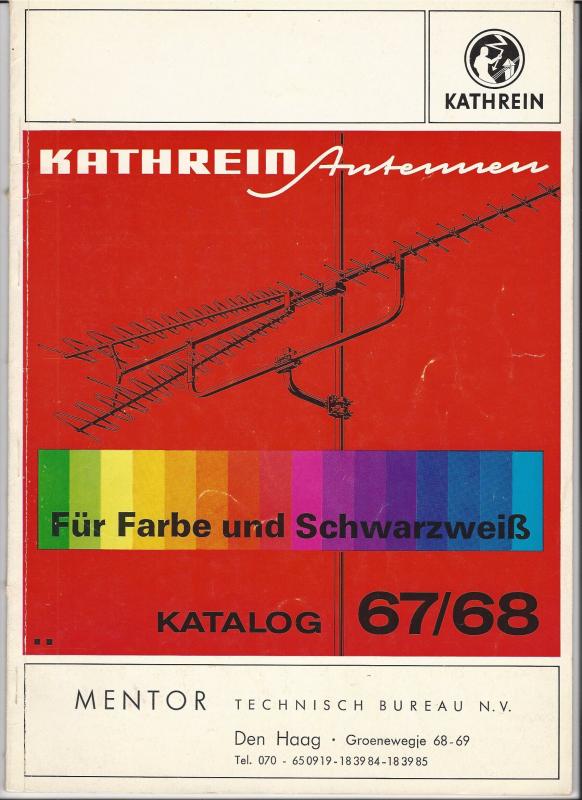 KATHREIN
KATHREIN Antennen
Für Farbe und Schwarzweiß
KATALOG 67/68
MENTOR TECHNISCH BUREAU N.V.
Den Haag · Groenewegje 68-69
Tel. 070 - 650919-183984-183985